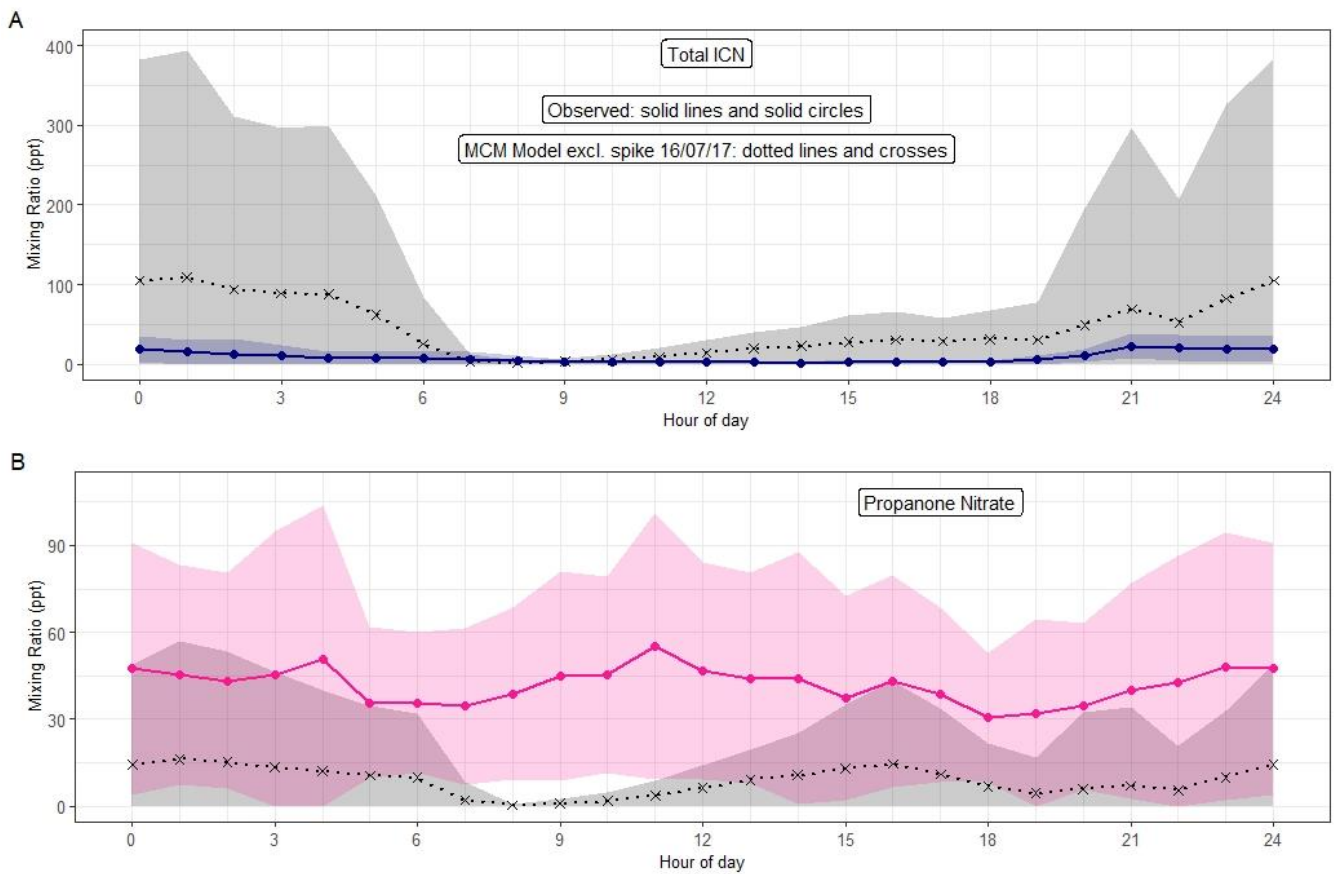 A
Total ICN
Observed: solid lines and solid circles
MCM Model excl. spike 16/07/17: dotted lines and crosses
Mixing Ratio (ppt)
400
300
200
100
0
0 3 6 9 12 15 18 21 24
Hour of day
B
Propanone Nitrate
Mixing Ratio (ppt)
90
60
30
0
0 3 6 9 12 15 18 21 24
Hour of day